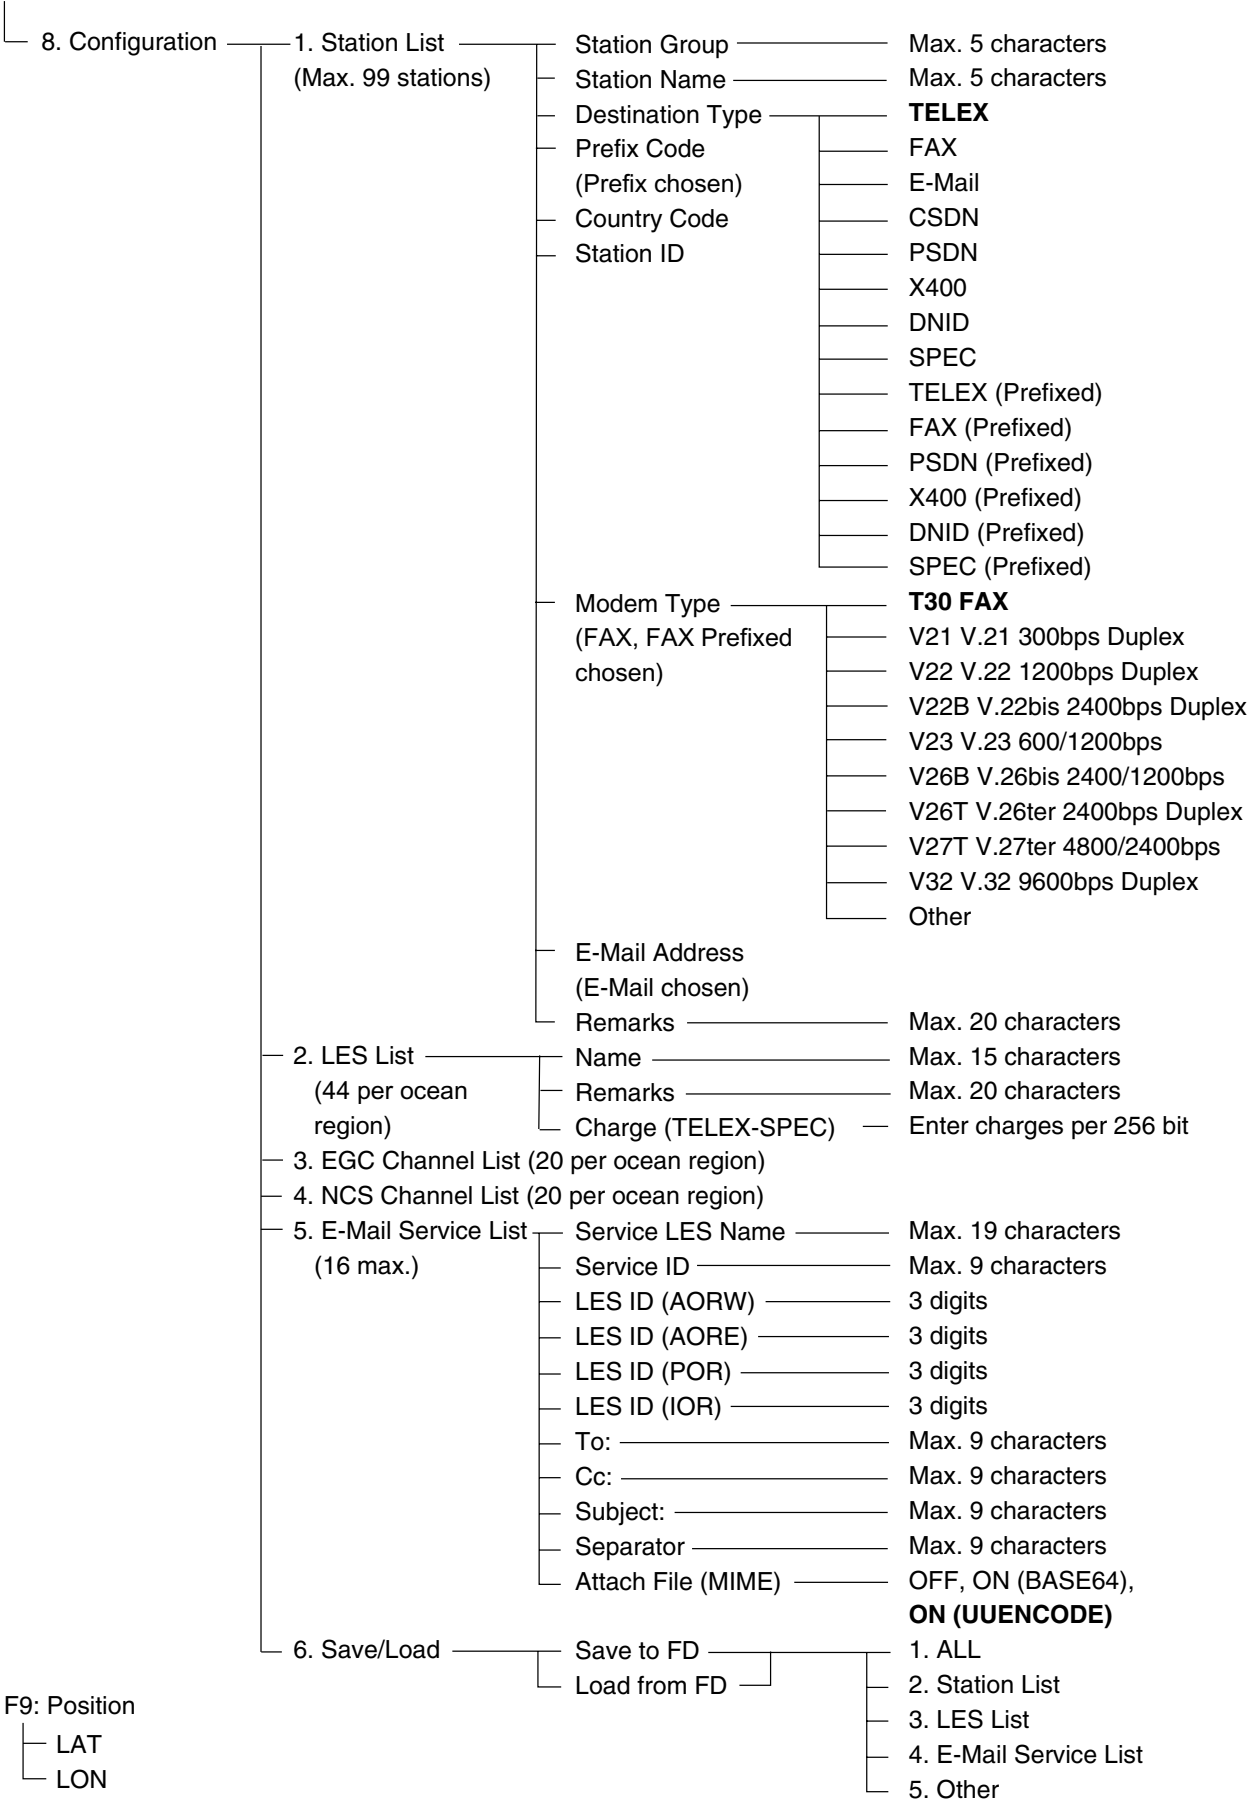 8. Configuration 1. Station List Station Group Max. 5 characters
(Max. 99 stations) Station Name Max. 5 characters
Destination Type TELEX
Prefix Code FAX
(Prefix chosen) E-Mail
Country Code CSDN
Station ID PSDN
X400
DNID
SPEC
TELEX (Prefixed)
FAX (Prefixed)
PSDN (Prefixed)
X400 (Prefixed)
DNID (Prefixed)
SPEC (Prefixed)
Modem Type T30 FAX
(FAX, FAX Prefixed V21 V.21 300bps Duplex
chosen) V22 V.22 1200bps Duplex
V22B V.22bis 2400bps Duplex
V23 V.23 600/1200bps
V26B V.26bis 2400/1200bps
V26T V.26ter 2400bps Duplex
V27T V.27ter 4800/2400bps
V32 V.32 9600bps Duplex
Other
E-Mail Address
(E-Mail chosen)
Remarks Max. 20 characters
2. LES List Name Max. 15 characters
(44 per ocean Remarks Max. 20 characters
region) Charge (TELEX-SPEC) Enter charges per 256 bit
3. EGC Channel List (20 per ocean region)
4. NCS Channel List (20 per ocean region)
5. E-Mail Service List Service LES Name Max. 19 characters
(16 max.) Service ID Max. 9 characters
LES ID (AORW) 3 digits
LES ID (AORE) 3 digits
LES ID (POR) 3 digits
LES ID (IOR) 3 digits
To: Max. 9 characters
Cc: Max. 9 characters
Subject: Max. 9 characters
Separator Max. 9 characters
Attach File (MIME) OFF, ON (BASE64),
ON (UUENCODE)
6. Save/Load Save to FD 1. ALL
Load from FD 2. Station List
3. LES List
4. E-Mail Service List
5. Other
F9: Position
LAT
LON